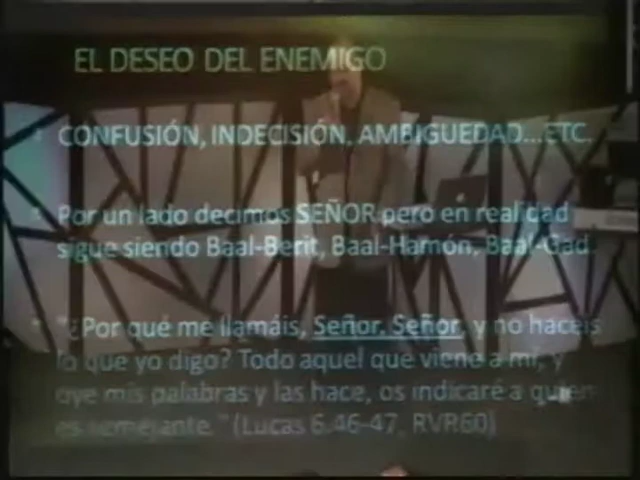 EL DESEO DEL ENEMIGO
• CONFUSIÓN, INDECISIÓN, AMBIGUEDAD...ETC.
• Por un lado decimos SEÑOR pero en realidad
sigue siendo Baal-Berit, Baal-Hamón, Baal-Gad.
• "¿Por qué me llamáis, Señor, Señor, y no hacéis
lo que yo digo? Todo aquel que viene a mí, y
oye mis palabras y las hace, os indicaré a quien
es semejante." (Lucas 6.46-47, RVR60)